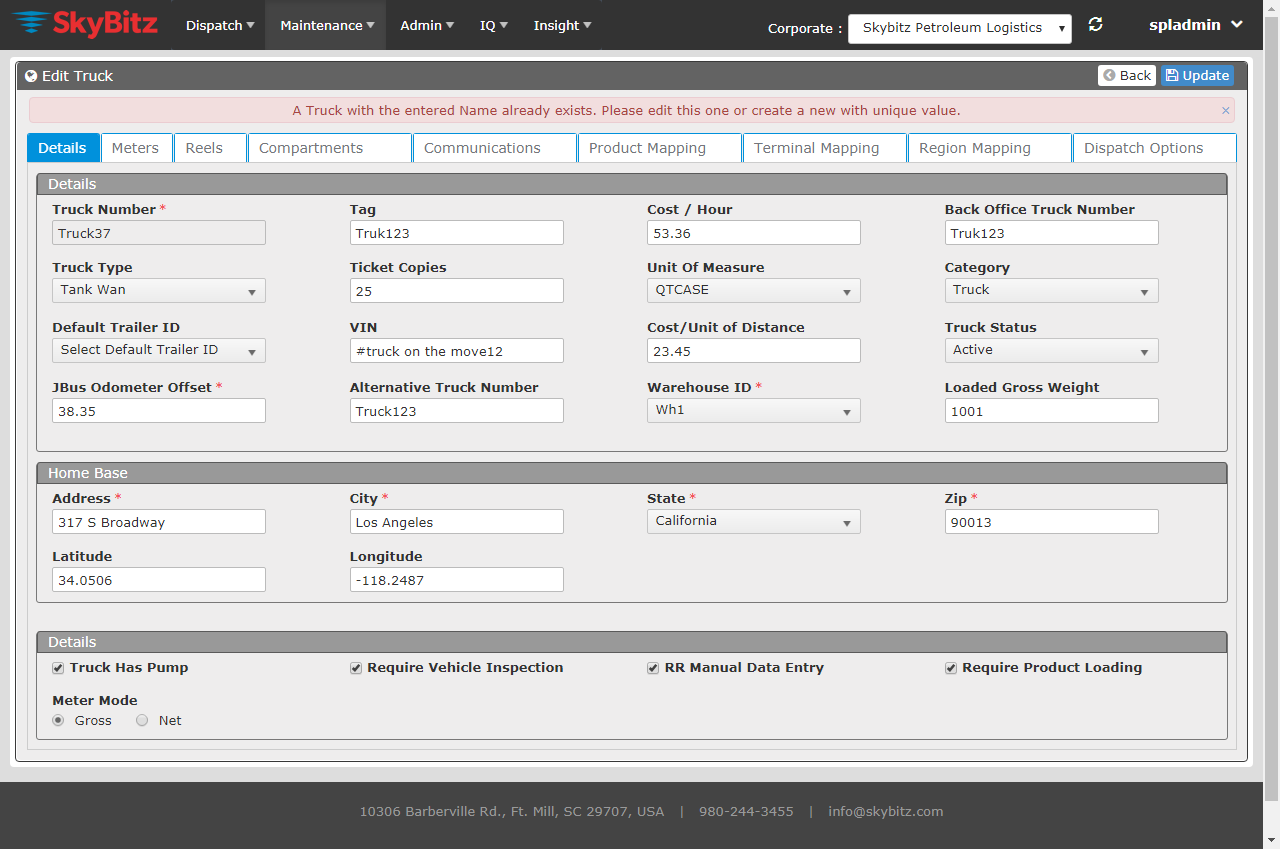 SkyBitz Dispatch Maintenance Admin IQ Insight Corporate : Skybitz Petroleum Logistics spladmin
Edit Truck Back Update
A Truck with the entered Name already exists. Please edit this one or create a new with unique value. ×
Details Meters Reels Compartments Communications Product Mapping Terminal Mapping Region Mapping Dispatch Options
Details
Truck Number * Tag Cost / Hour Back Office Truck Number
Truck37 Truk123 53.36 Truk123
Truck Type Ticket Copies Unit Of Measure Category
Tank Wan 25 QTCASE Truck
Default Trailer ID VIN Cost/Unit of Distance Truck Status
Select Default Trailer ID #truck on the move12 23.45 Active
JBus Odometer Offset * Alternative Truck Number Warehouse ID * Loaded Gross Weight
38.35 Truck123 Wh1 1001
Home Base
Address * City * State * Zip *
317 S Broadway Los Angeles California 90013
Latitude Longitude
34.0506 -118.2487
Details
Truck Has Pump Require Vehicle Inspection RR Manual Data Entry Require Product Loading
Meter Mode
Gross Net
10306 Barberville Rd., Ft. Mill, SC 29707, USA | 980-244-3455 | info@skybitz.com